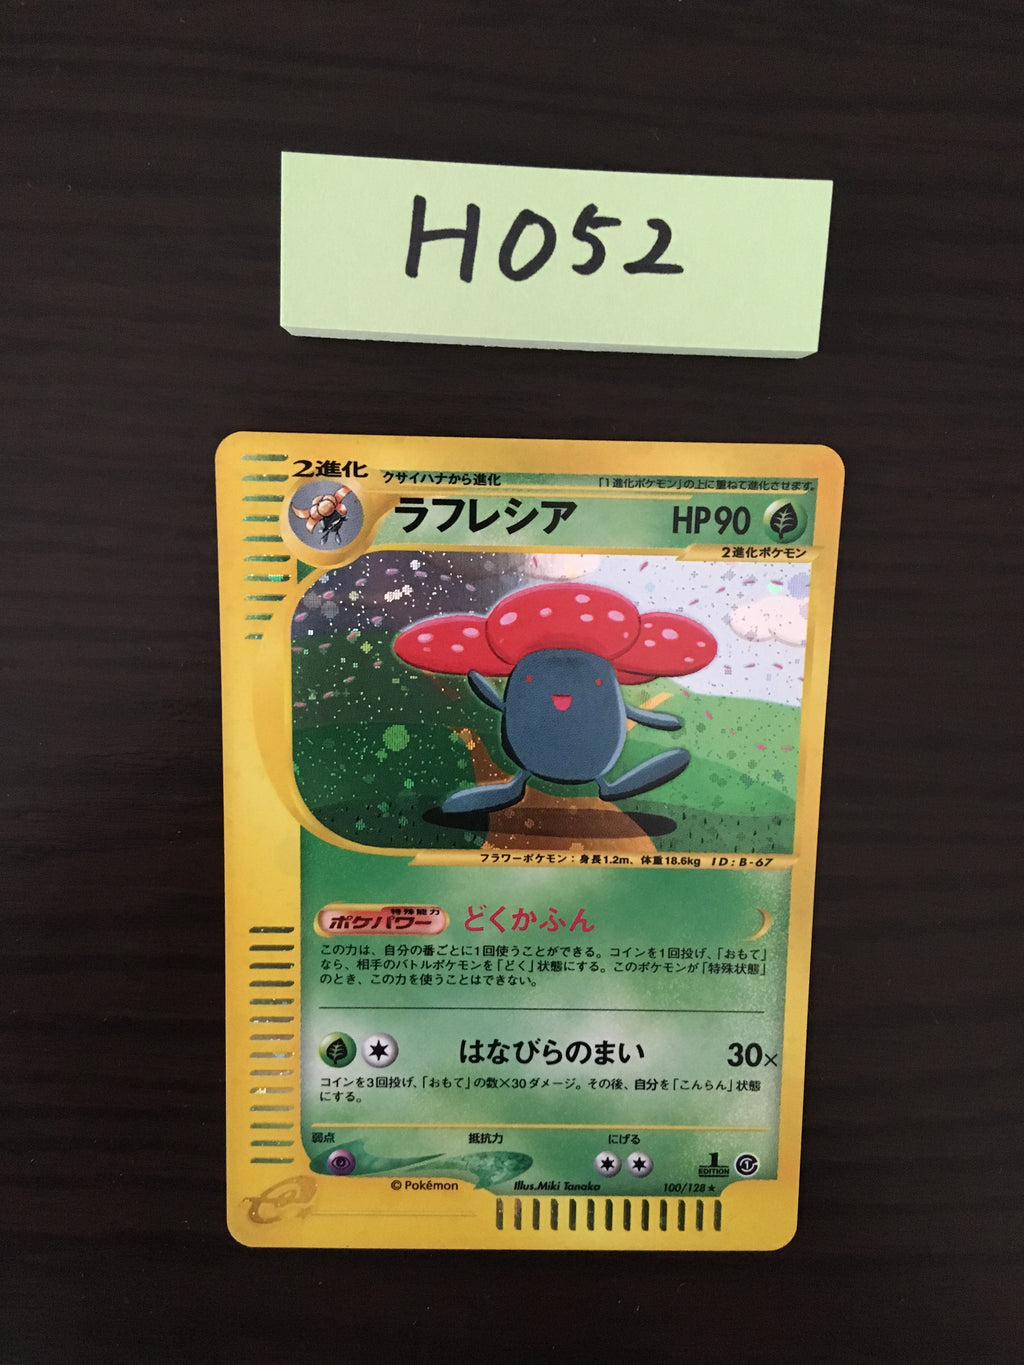 H052
2進化
クサイハナから進化
「1進化ポケモン」の上に重ねて進化させます。
ラフレシア
HP90
2進化ポケモン
フラワーポケモン：身長1.2m、体重18.6kg ID:B-67
特殊能力
ポケパワー
どくかふん
この力は、自分の番ごとに1回使うことができる。コインを1回投げ、「おもて」
なら、相手のバトルポケモンを「どく」状態にする。このポケモンが「特殊状態」
のとき、この力を使うことはできない。
はなびらのまい
30×
コインを3回投げ、「おもて」の数×30ダメージ。その後、自分を「こんらん」状態
にする。
弱点
抵抗力
にげる
1
EDITION
©Pokémon
Illus.Miki Tanaka
100/128★